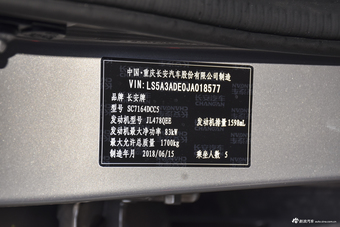 中国·重庆长安汽车股份有限公司制造
VIN:LS5A3ADE0JA018577
品牌 长安牌
型号 SC7164DCC5
发动机型号 JL478QEE 发动机排量 1598mL
发动机最大净功率 83kW
最大允许总质量 1700kg
制造年月 2018/06/15 乘坐人数 5